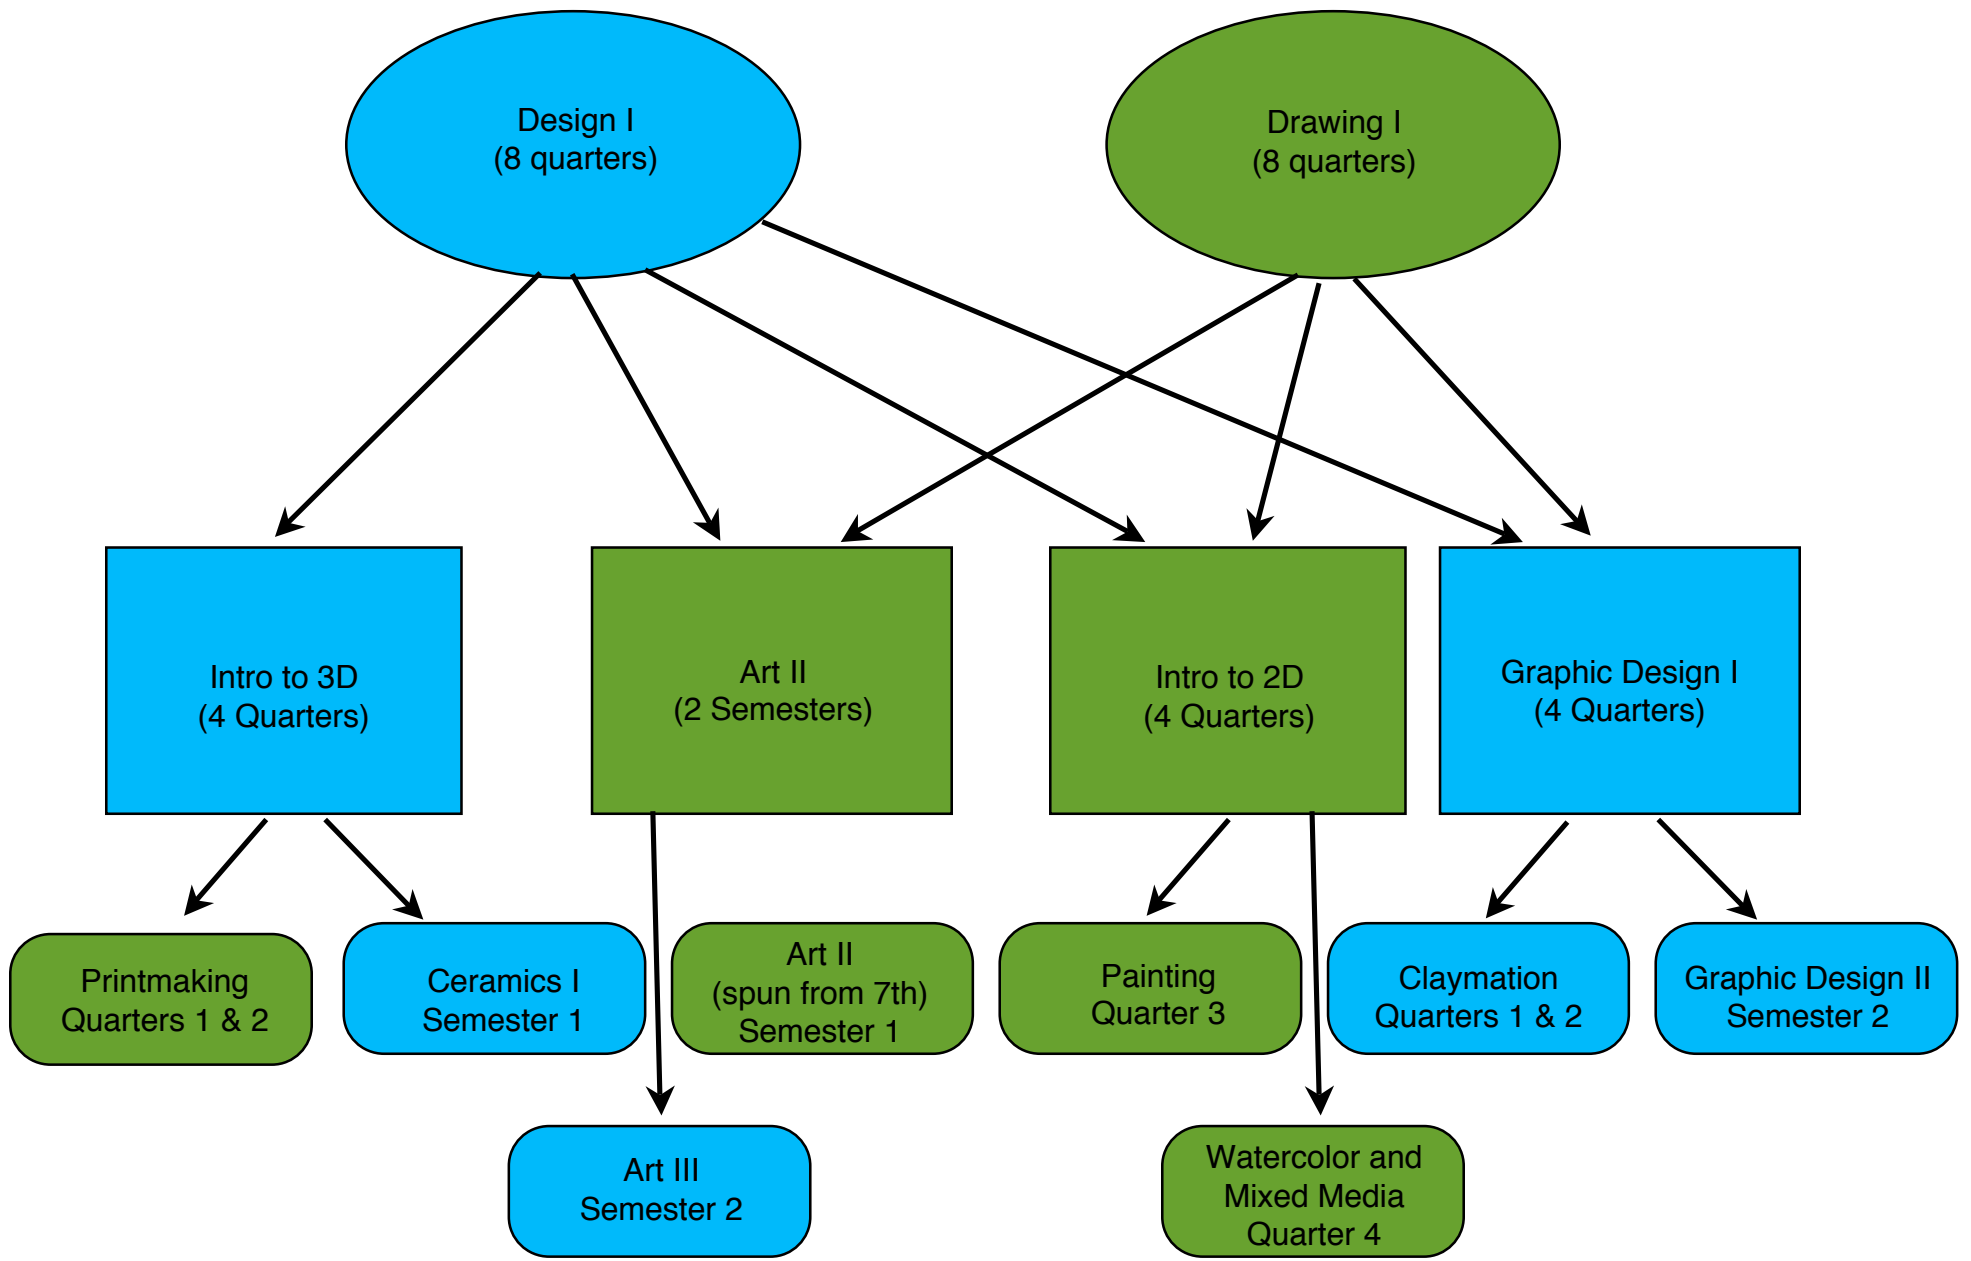 Design I
(8 quarters)
Drawing I
(8 quarters)
Intro to 3D
(4 Quarters)
Art II
(2 Semesters)
Intro to 2D
(4 Quarters)
Graphic Design I
(4 Quarters)
Printmaking
Quarters 1 & 2
Ceramics I
Semester 1
Art II
(spun from 7th)
Semester 1
Painting
Quarter 3
Claymation
Quarters 1 & 2
Graphic Design II
Semester 2
Art III
Semester 2
Watercolor and
Mixed Media
Quarter 4